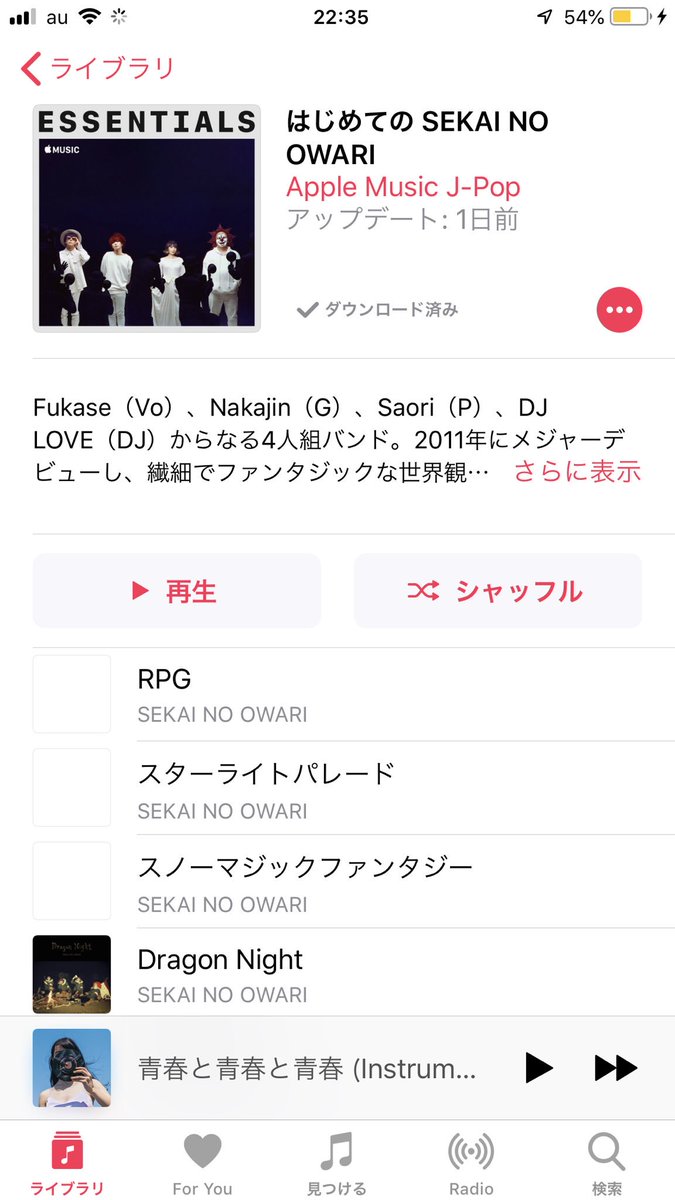 au 22:35 54%
ライブラリ
ESSENTIALS
MUSIC
はじめての SEKAI NO
OWARI
Apple Music J-Pop
アップデート: 1日前
ダウンロード済み
Fukase（Vo）、Nakajin（G）、Saori（P）、DJ
LOVE（DJ）からなる4人組バンド。2011年にメジャーデ
ビューし、繊細でファンタジックな世界観… さらに表示
再生 シャッフル
RPG
SEKAI NO OWARI
スターライトパレード
SEKAI NO OWARI
スノーマジックファンタジー
SEKAI NO OWARI
Dragon Night
Dragon Night
SEKAI NO OWARI
青春と青春と青春 (Instrum...
ライブラリ For You 見つける Radio 検索